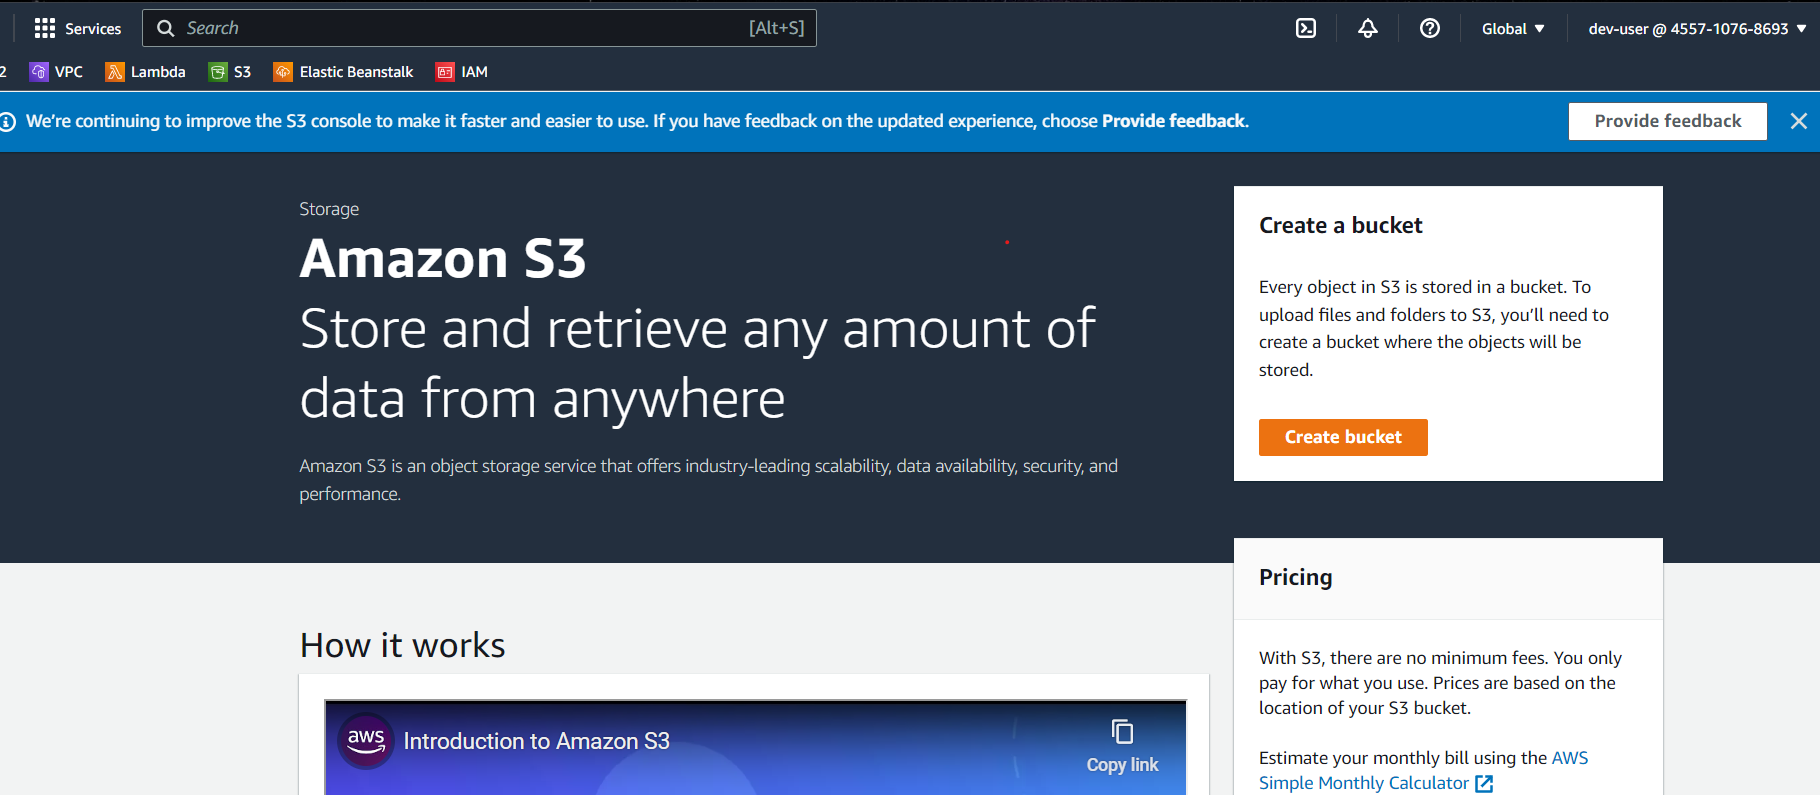 Services
Search
[Alt+S]
Global
dev-user @ 4557-1076-8693
2
VPC
Lambda
S3
Elastic Beanstalk
IAM
We're continuing to improve the S3 console to make it faster and easier to use. If you have feedback on the updated experience, choose Provide feedback.
Provide feedback
Storage
Amazon S3
Store and retrieve any amount of
data from anywhere
Amazon S3 is an object storage service that offers industry-leading scalability, data availability, security, and
performance.
Create a bucket
Every object in S3 is stored in a bucket. To
upload files and folders to S3, you'll need to
create a bucket where the objects will be
stored.
Create bucket
How it works
aws
Introduction to Amazon S3
Copy link
Pricing
With S3, there are no minimum fees. You only
pay for what you use. Prices are based on the
location of your S3 bucket.
Estimate your monthly bill using the AWS
Simple Monthly Calculator